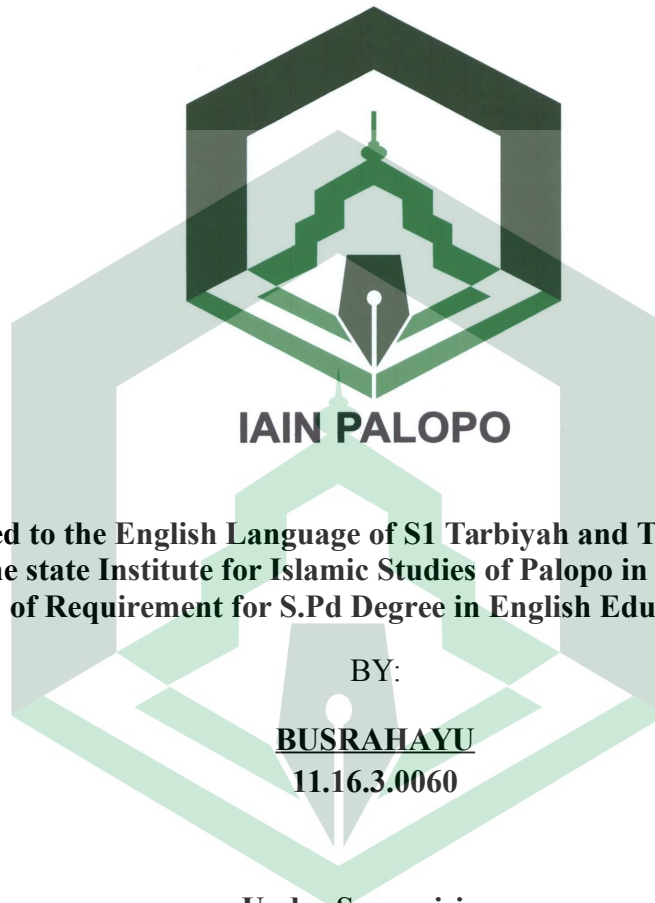 IAIN PALOPO
ed to the English Language of S1 Tarbiyah and T
e state Institute for Islamic Studies of Palopo in
of Requirement for S.Pd Degree in English Edu
BY:
BUSRAHAYU
11.16.3.0060